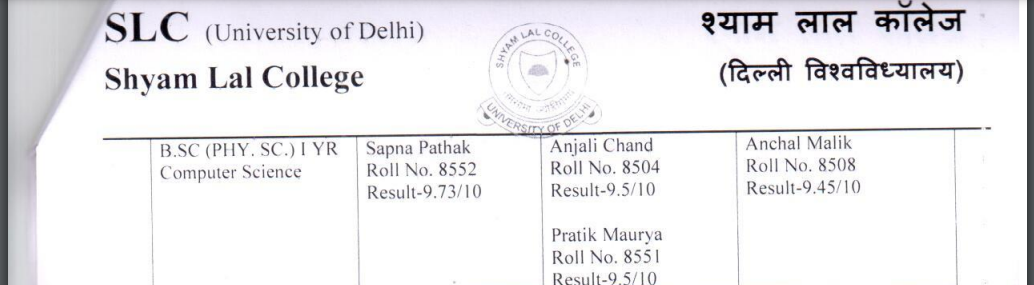 SLC (University of Delhi)
Shyam Lal College
SHYAM LAL COLLEGE
UNIVERSITY OF DELHI
श्याम लाल कॉलेज
(दिल्ली विश्वविध्यालय)
B.SC (PHY. SC.) I YR
Computer Science
Sapna Pathak
Roll No. 8552
Result-9.73/10
Anjali Chand
Roll No. 8504
Result-9.5/10
Pratik Maurya
Roll No. 8551
Result-9.5/10
Anchal Malik
Roll No. 8508
Result-9.45/10